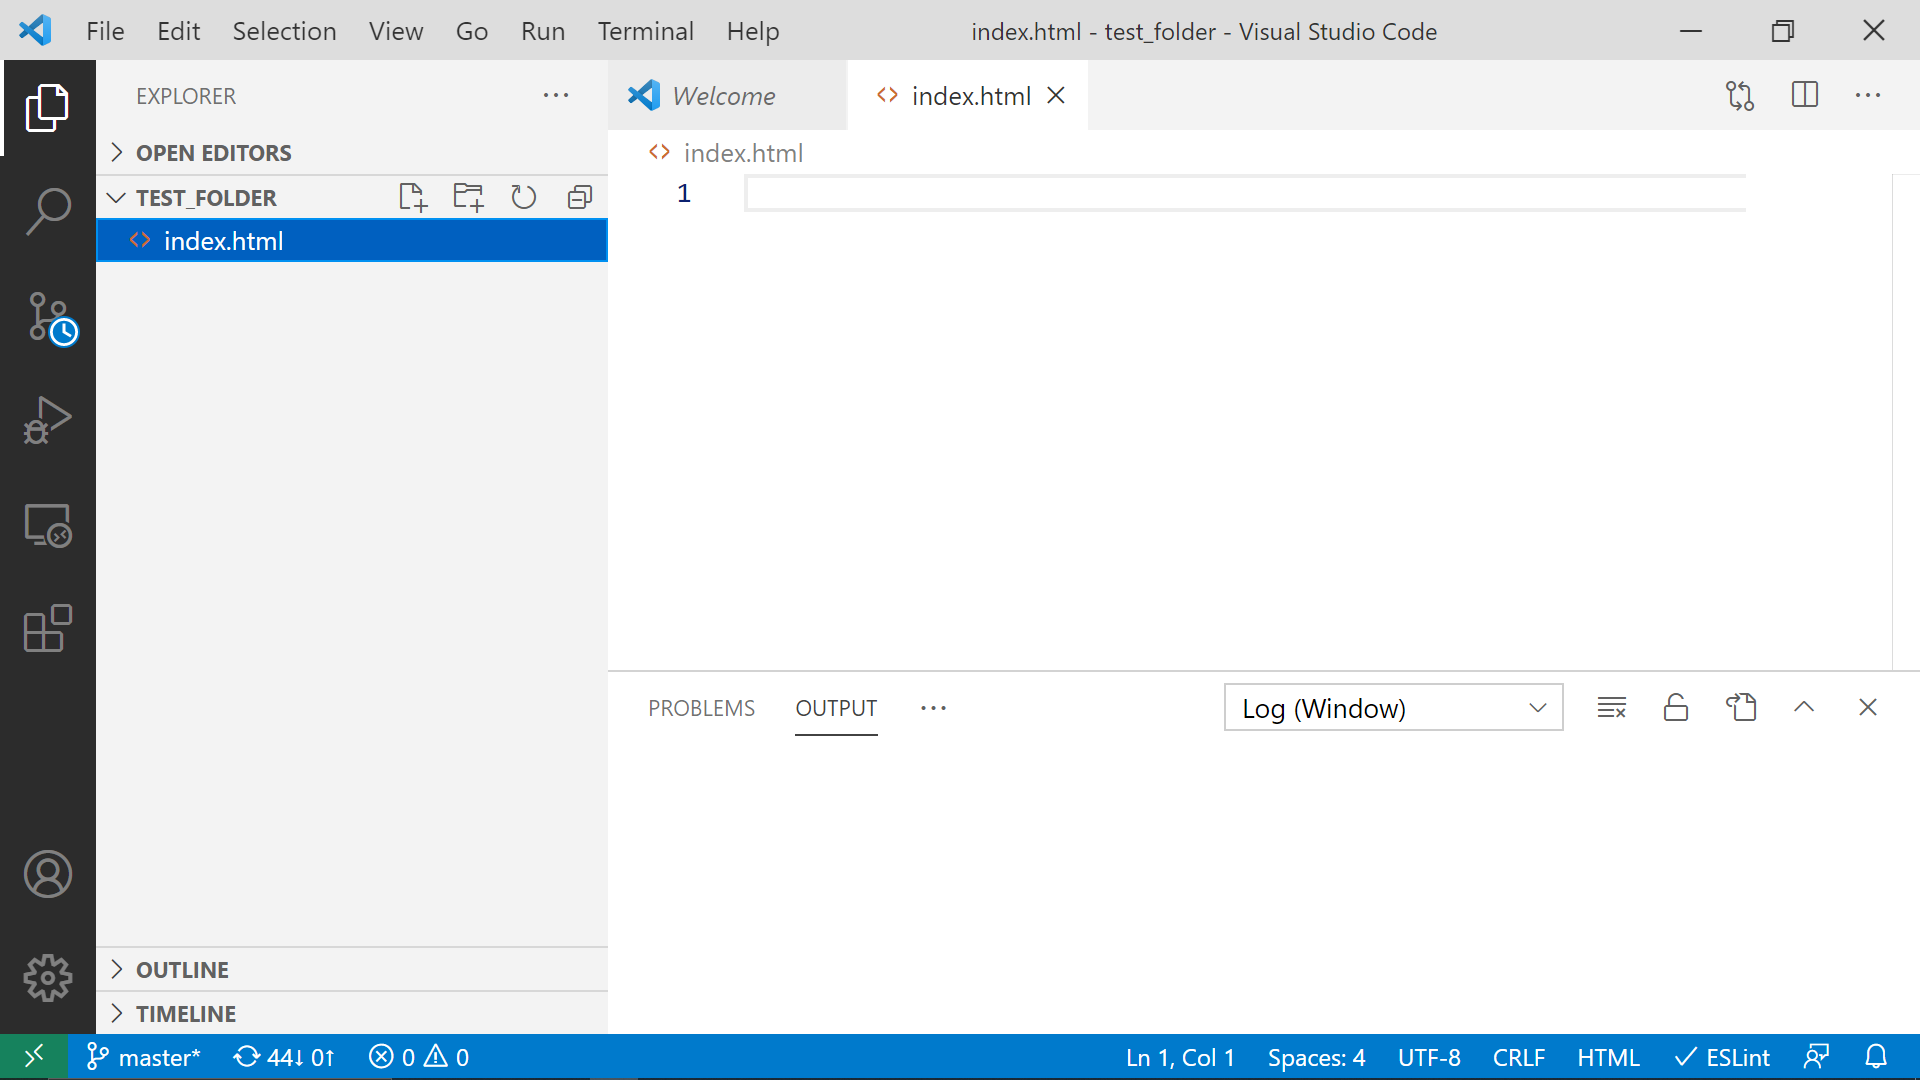 File Edit Selection View Go Run Terminal Help index.html - test_folder - Visual Studio Code
EXPLORER
OPEN EDITORS
TEST_FOLDER
index.html
OUTLINE
TIMELINE
Welcome index.html
index.html
1
PROBLEMS OUTPUT Log (Window)
master* 44↓ 0↑ 0 0 Ln 1, Col 1 Spaces: 4 UTF-8 CRLF HTML ESLint